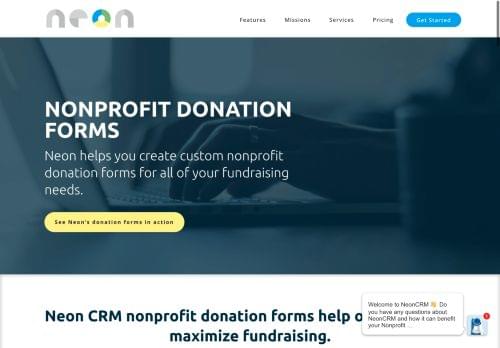 neon
Features Missions Services Pricing Get Started
NONPROFIT DONATION
FORMS
Neon helps you create custom nonprofit
donation forms for all of your fundraising
needs.
See Neon's donation forms in action
Neon CRM nonprofit donation forms help o
maximize fundraising.
Welcome to NeonCRM 👋 Do
you have any questions about
NeonCRM and how it can benefit
your Nonprofit ...
1